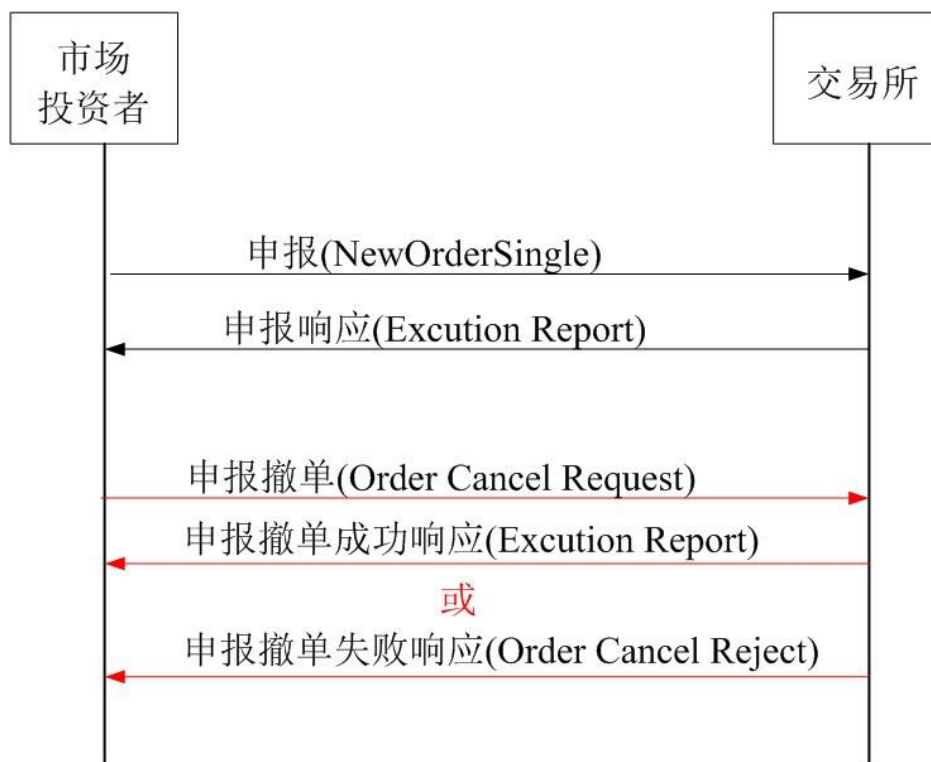 市场
投资者
交易所
申报(NewOrderSingle)
申报响应(Excution Report)
申报撤单(Order Cancel Request)
申报撤单成功响应(Excution Report)
或
申报撤单失败响应(Order Cancel Reject)